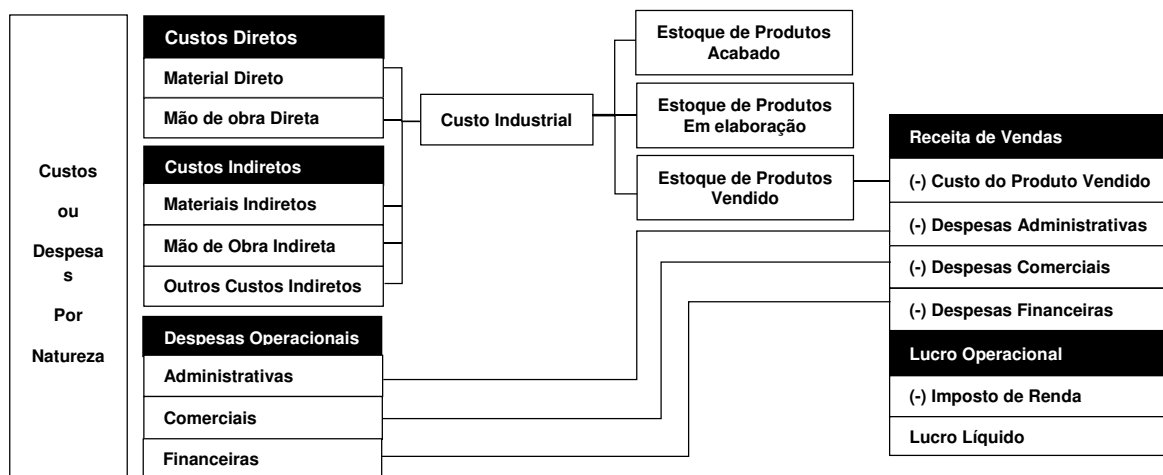 Custos
ou
Despesa
s
Por
Natureza
Custos Diretos
Material Direto
Mão de obra Direta
Custos Indiretos
Materiais Indiretos
Mão de Obra Indireta
Outros Custos Indiretos
Despesas Operacionais
Administrativas
Comerciais
Financeiras
Custo Industrial
Estoque de Produtos
Acabado
Estoque de Produtos
Em elaboração
Estoque de Produtos
Vendido
Receita de Vendas
(-) Custo do Produto Vendido
(-) Despesas Administrativas
(-) Despesas Comerciais
(-) Despesas Financeiras
Lucro Operacional
(-) Imposto de Renda
Lucro Líquido